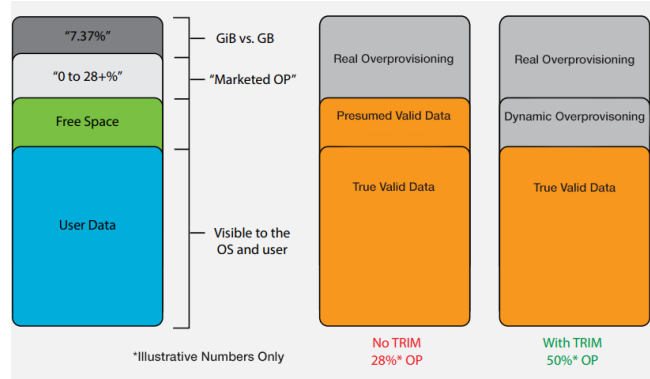 "7.37%"
GiB vs. GB
"0 to 28+%"
"Marketed OP"
Free Space
User Data
Visible to the
OS and user
*Illustrative Numbers Only
Real Overprovisioning
Presumed Valid Data
True Valid Data
No TRIM
28%* OP
Real Overprovisioning
Dynamic Overprovisoning
True Valid Data
With TRIM
50%* OP